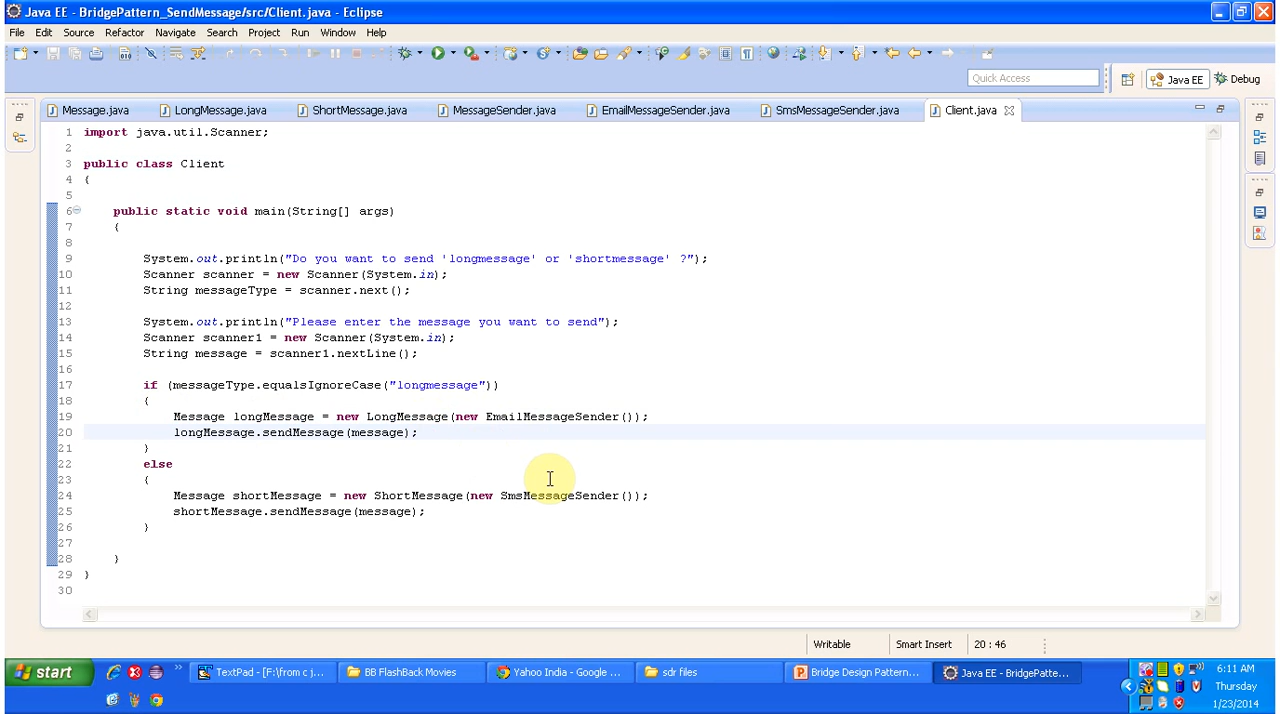 Java EE - BridgePattern_SendMessage/src/Client.java - Eclipse
File Edit Source Refactor Navigate Search Project Run Window Help
Quick Access
Java EE
Debug
Message.java
LongMessage.java
ShortMessage.java
MessageSender.java
EmailMessageSender.java
SmsMessageSender.java
Client.java
1 import java.util.Scanner;
2
3 public class Client
4 {
5
6 public static void main(String[] args)
7 {
8
9 System.out.println("Do you want to send 'longmessage' or 'shortmessage' ?");
10 Scanner scanner = new Scanner(System.in);
11 String messageType = scanner.next();
12
13 System.out.println("Please enter the message you want to send");
14 Scanner scanner1 = new Scanner(System.in);
15 String message = scanner1.nextLine();
16
17 if (messageType.equalsIgnoreCase("longmessage"))
18 {
19 Message longMessage = new LongMessage(new EmailMessageSender());
20 longMessage.sendMessage(message);
21 }
22 else
23 {
24 Message shortMessage = new ShortMessage(new SmsMessageSender());
25 shortMessage.sendMessage(message);
26 }
27
28 }
29 }
30
Writable
Smart Insert
20 : 46
start
TextPad - [F:\from c j...
BB FlashBack Movies
Yahoo India - Google ...
sdr files
Bridge Design Pattern...
Java EE - BridgePatte...
6:11 AM
Thursday
1/23/2014